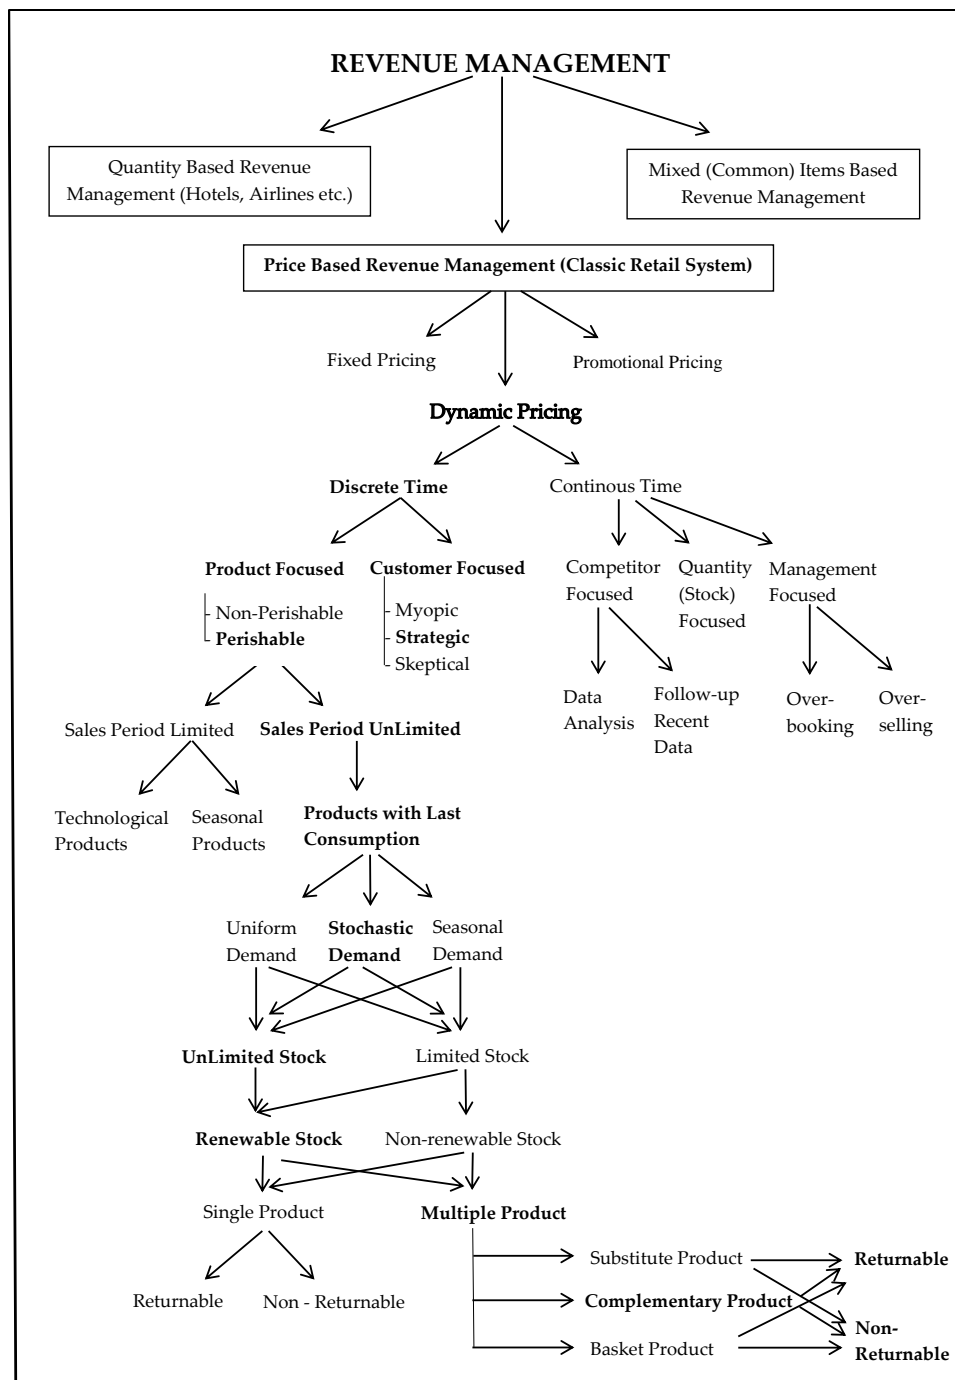 REVENUE MANAGEMENT
Quantity Based Revenue
Management (Hotels, Airlines etc.)
Mixed (Common) Items Based
Revenue Management
Price Based Revenue Management (Classic Retail System)
Fixed Pricing
Promotional Pricing
Dynamic Pricing
Discrete Time
Continous Time
Product Focused
- Non-Perishable
- Perishable
Customer Focused
- Myopic
- Strategic
- Skeptical
Competitor
Focused
Quantity
(Stock)
Focused
Management
Focused
Data
Analysis
Follow-up
Recent
Data
Over-
booking
Over-
selling
Sales Period Limited
Sales Period UnLimited
Technological
Products
Seasonal
Products
Products with Last
Consumption
Uniform
Demand
Stochastic
Demand
Seasonal
Demand
UnLimited Stock
Limited Stock
Renewable Stock
Non-renewable Stock
Single Product
Multiple Product
Returnable
Non - Returnable
Substitute Product
Complementary Product
Basket Product
Returnable
Non-
Returnable